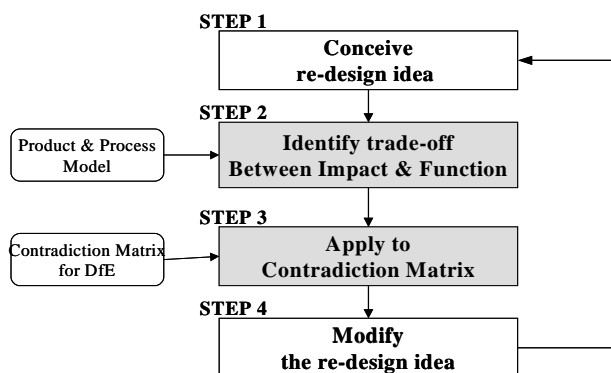 STEP 1
Conceive
re-design idea
STEP 2
Product & Process
Model
Identify trade-off
Between Impact & Function
STEP 3
Contradiction Matrix
for DfE
Apply to
Contradiction Matrix
STEP 4
Modify
the re-design idea